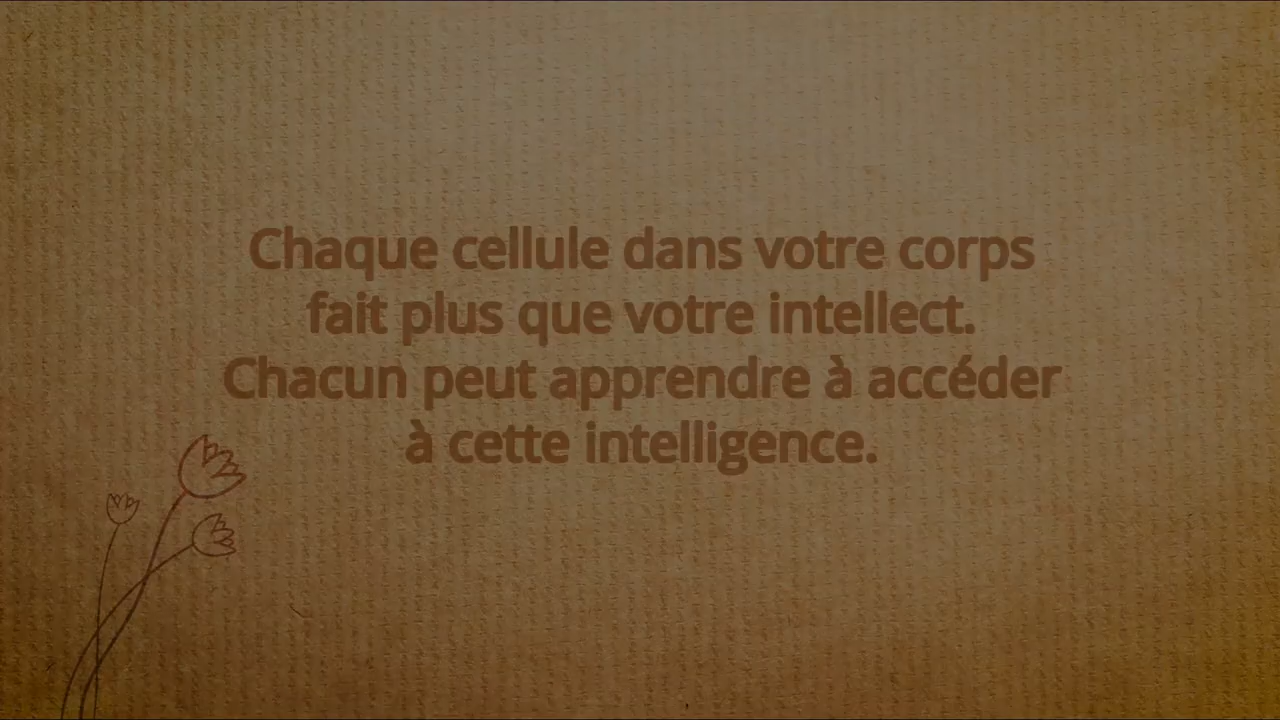 Chaque cellule dans votre corps
fait plus que votre intellect.
Chacun peut apprendre à accéder
à cette intelligence.